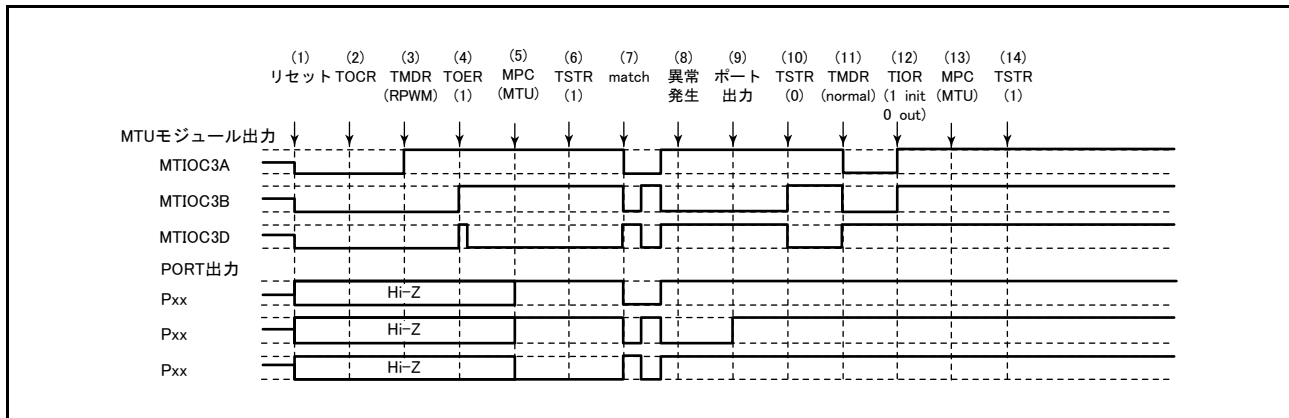 (1) (2) (3) (4) (5) (6) (7) (8) (9) (10) (11) (12) (13) (14)
リセット TOCR TMDR TOER MPC TSTR match 異常 ポート TSTR TMDR TIOR MPC TSTR
(RPWM) (1) (MTU) (1) 発生 出力 (0) (normal) (1 init (MTU) (1)
0 out)
MTUモジュール出力
MTIOC3A
MTIOC3B
MTIOC3D
PORT出力
Pxx Hi-Z
Pxx Hi-Z
Pxx Hi-Z